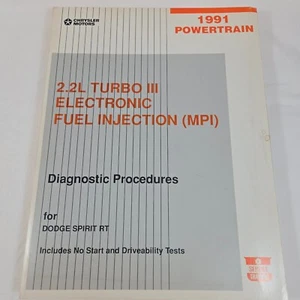 CHRYSLER
MOTORS
1991
POWERTRAIN
2.2L TURBO III
ELECTRONIC
FUEL INJECTION (MPI)
Diagnostic Procedures
for
DODGE SPIRIT RT
Includes No Start and Driveability Tests